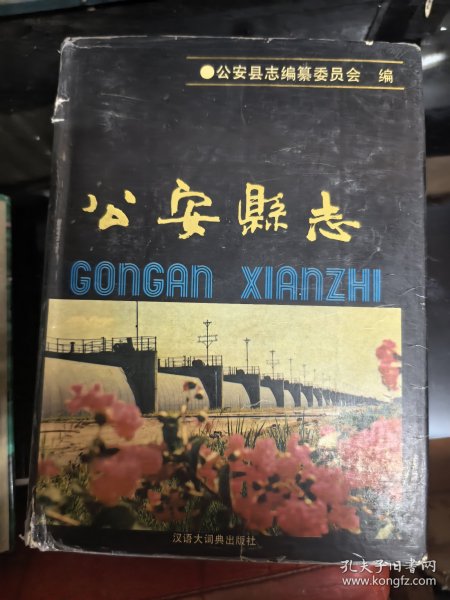 ●公安县志编纂委员会 编
公安縣志
GONGAN XIANZHI
汉语大词典出版社
孔夫子旧书网
www.kongfz.com